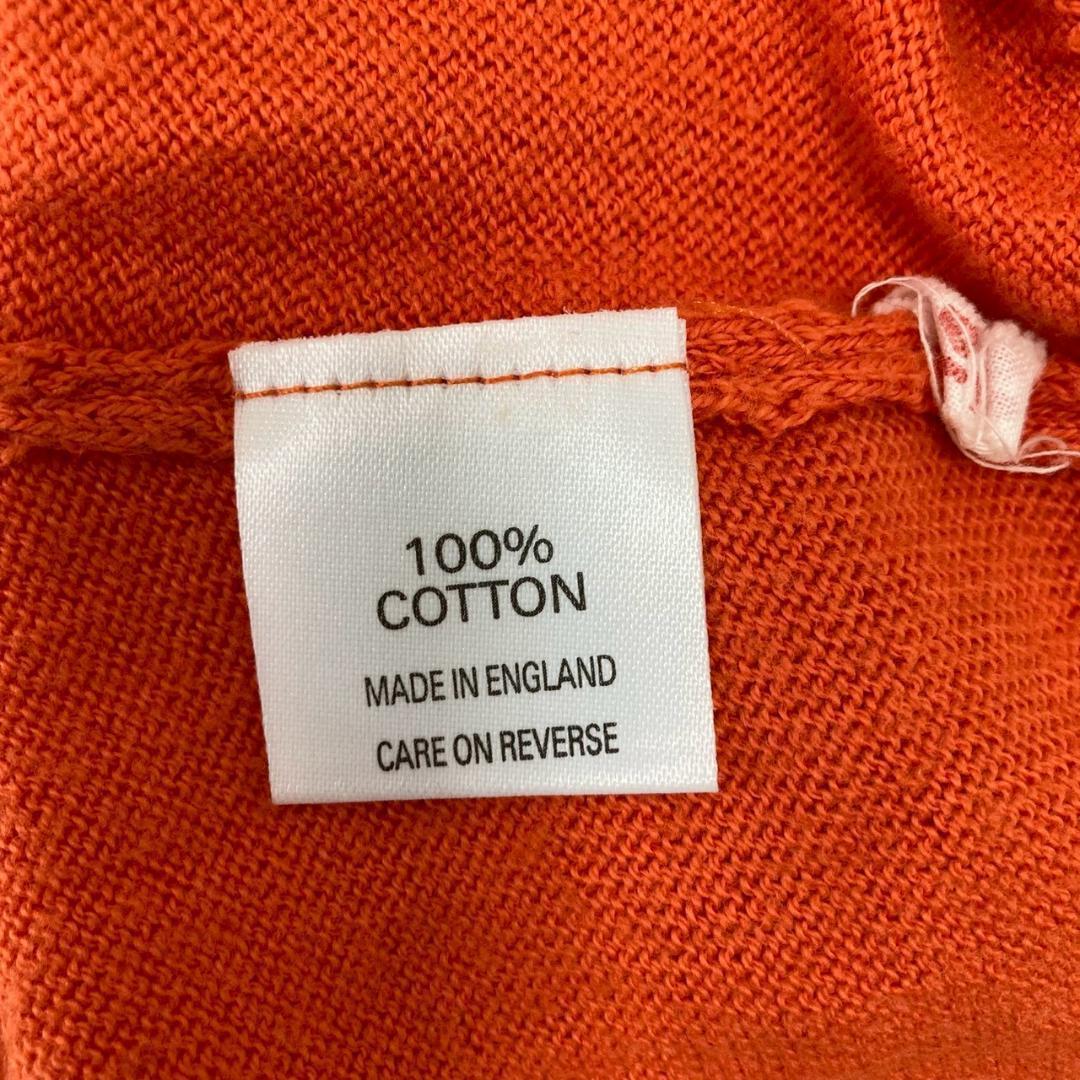 100%
COTTON
MADE IN ENGLAND
CARE ON REVERSE